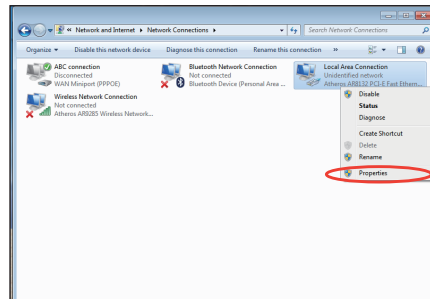 « Network and Internet ▸ Network Connections ▸
Search Network Connections
Organize ▾ Disable this network device Diagnose this connection Rename this connection »
ABC connection
Disconnected
WAN Miniport (PPPOE)
Bluetooth Network Connection
Not connected
Bluetooth Device (Personal Area ...
Local Area Connection
Unidentified network
Atheros AR8132 PCI-E Fast Ethern...
Wireless Network Connection
Not connected
Atheros AR9285 Wireless Network...
Disable
Status
Diagnose
Create Shortcut
Delete
Rename
Properties